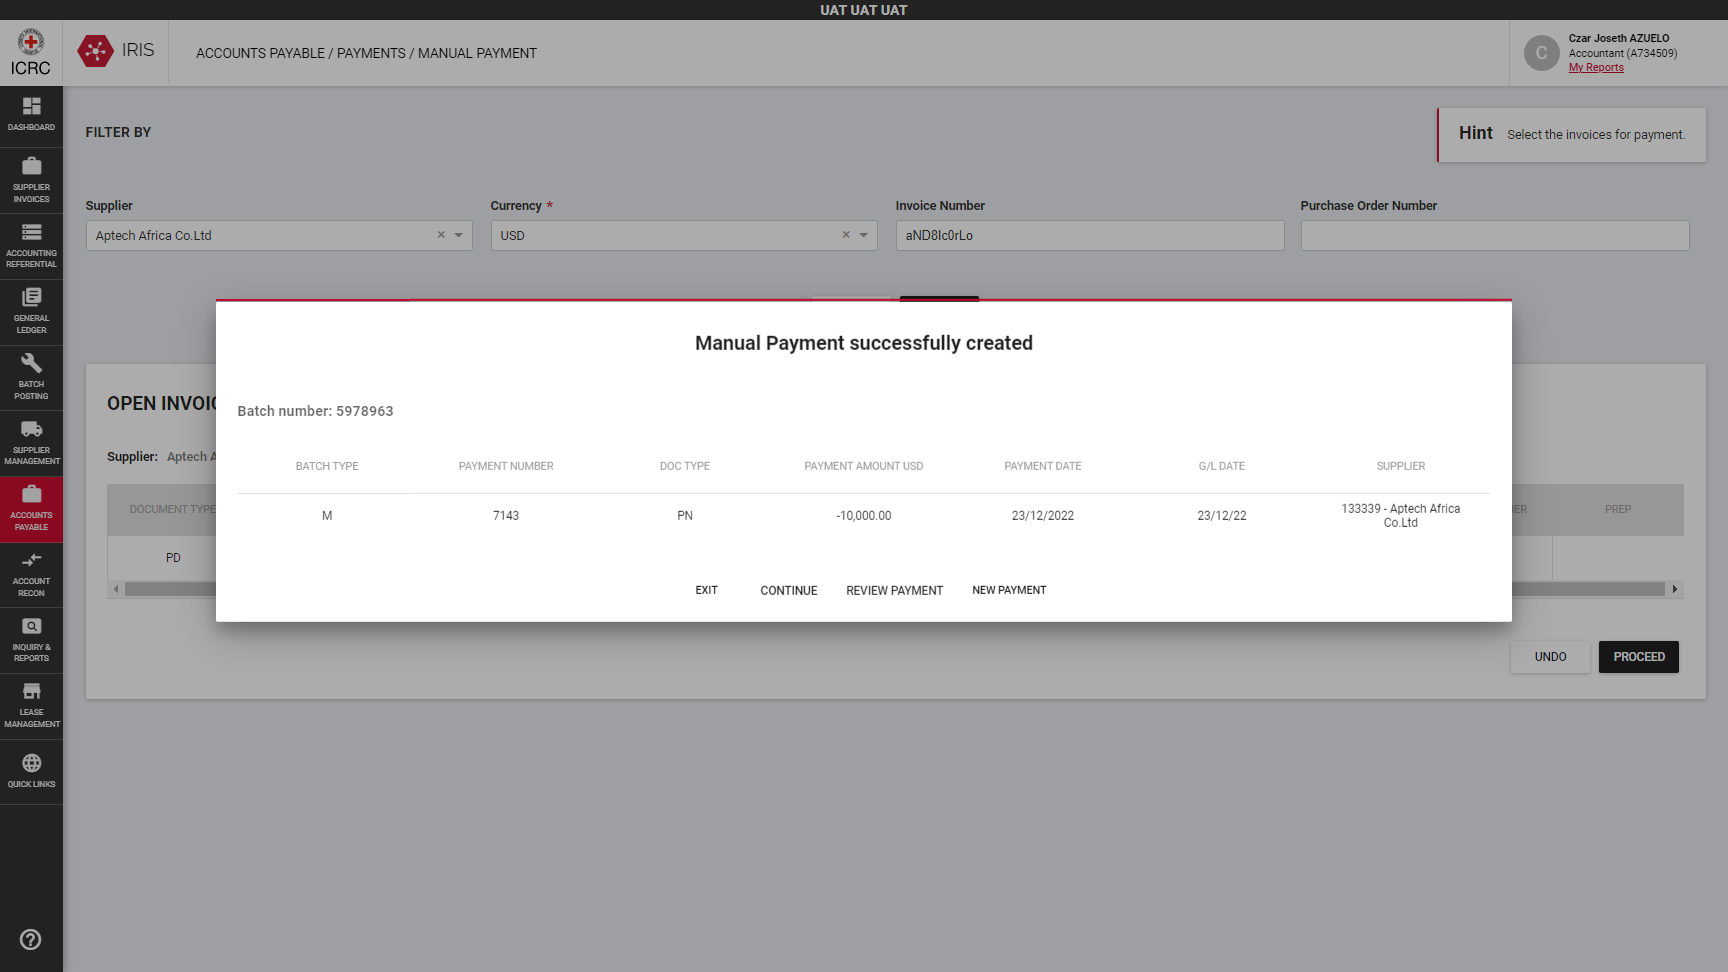 UAT UAT UAT
ICRC
IRIS
ACCOUNTS PAYABLE / PAYMENTS / MANUAL PAYMENT
C
Czar Joseth AZUELO
Accountant (A734509)
My Reports
DASHBOARD
SUPPLIER
INVOICES
ACCOUNTING
REFERENTIAL
GENERAL
LEDGER
BATCH
POSTING
SUPPLIER
MANAGEMENT
ACCOUNTS
PAYABLE
ACCOUNT
RECON
INQUIRY &
REPORTS
LEASE
MANAGEMENT
QUICK LINKS
FILTER BY
Hint Select the invoices for payment.
Supplier
Currency *
Invoice Number
Purchase Order Number
Aptech Africa Co.Ltd
USD
aND8Ic0rLo
Manual Payment successfully created
Batch number: 5978963
BATCH TYPE PAYMENT NUMBER DOC TYPE PAYMENT AMOUNT USD PAYMENT DATE G/L DATE SUPPLIER
M 7143 PN -10,000.00 23/12/2022 23/12/22 133339 - Aptech Africa
Co.Ltd
EXIT CONTINUE REVIEW PAYMENT NEW PAYMENT
OPEN INVOIC
Supplier: Aptech A
DOCUMENT TYPE
PREP
PD
UNDO PROCEED